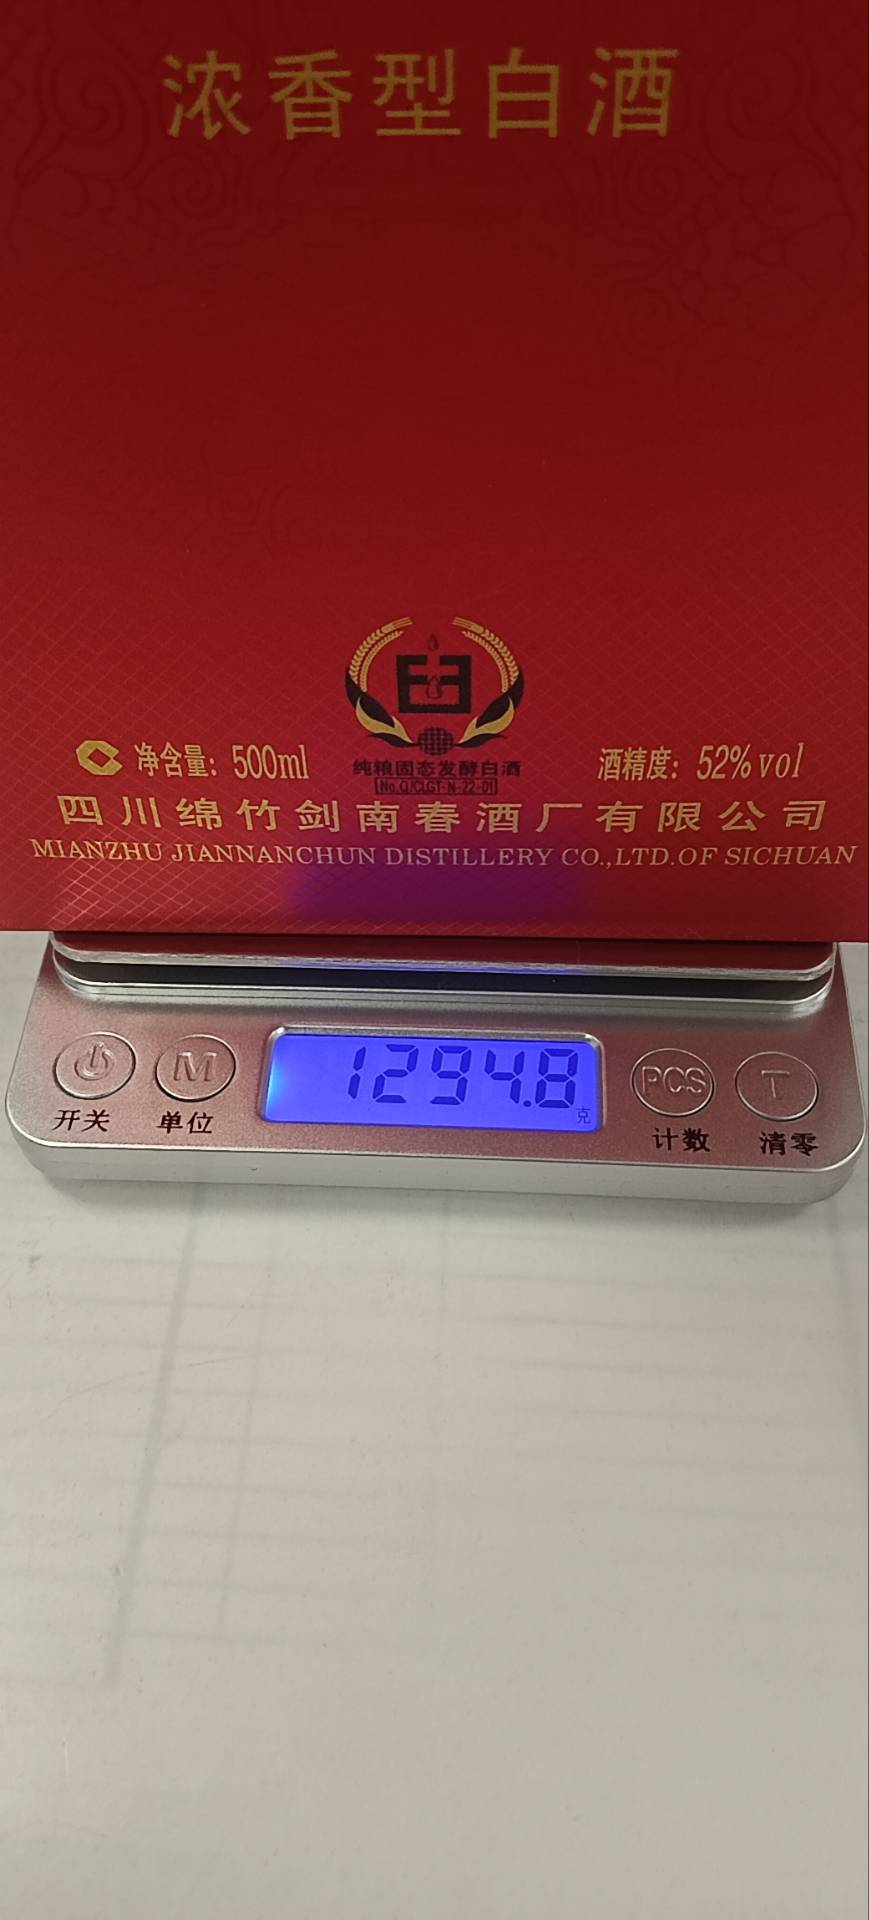 浓香型白酒
净含量：500ml
纯粮固态发酵白酒
No.Q/CLGT-N-22-01
酒精度：52%vol
四川绵竹剑南春酒厂有限公司
MIANZHU JIANNANCHUN DISTILLERY CO.,LTD.OF SICHUAN
M
1294.8
克
PCS
T
开关
单位
计数
清零